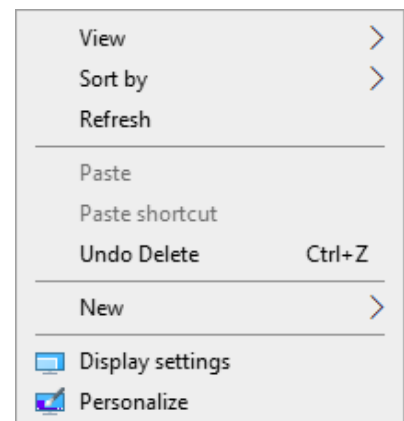 View
Sort by
Refresh
Paste
Paste shortcut
Undo Delete Ctrl+Z
New
Display settings
Personalize